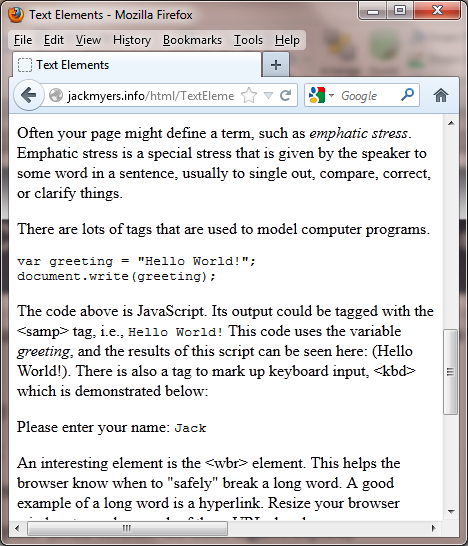 Text Elements - Mozilla Firefox
File Edit View History Bookmarks Tools Help
Text Elements
jackmyers.info/html/TextEleme
Google
Often your page might define a term, such as emphatic stress.
Emphatic stress is a special stress that is given by the speaker to
some word in a sentence, usually to single out, compare, correct,
or clarify things.
There are lots of tags that are used to model computer programs.
var greeting = "Hello World!";
document.write(greeting);
The code above is JavaScript. Its output could be tagged with the
<samp> tag, i.e., Hello World! This code uses the variable
greeting, and the results of this script can be seen here: (Hello
World!). There is also a tag to mark up keyboard input, <kbd>
which is demonstrated below:
Please enter your name: Jack
An interesting element is the <wbr> element. This helps the
browser know when to "safely" break a long word. A good
example of a long word is a hyperlink. Resize your browser